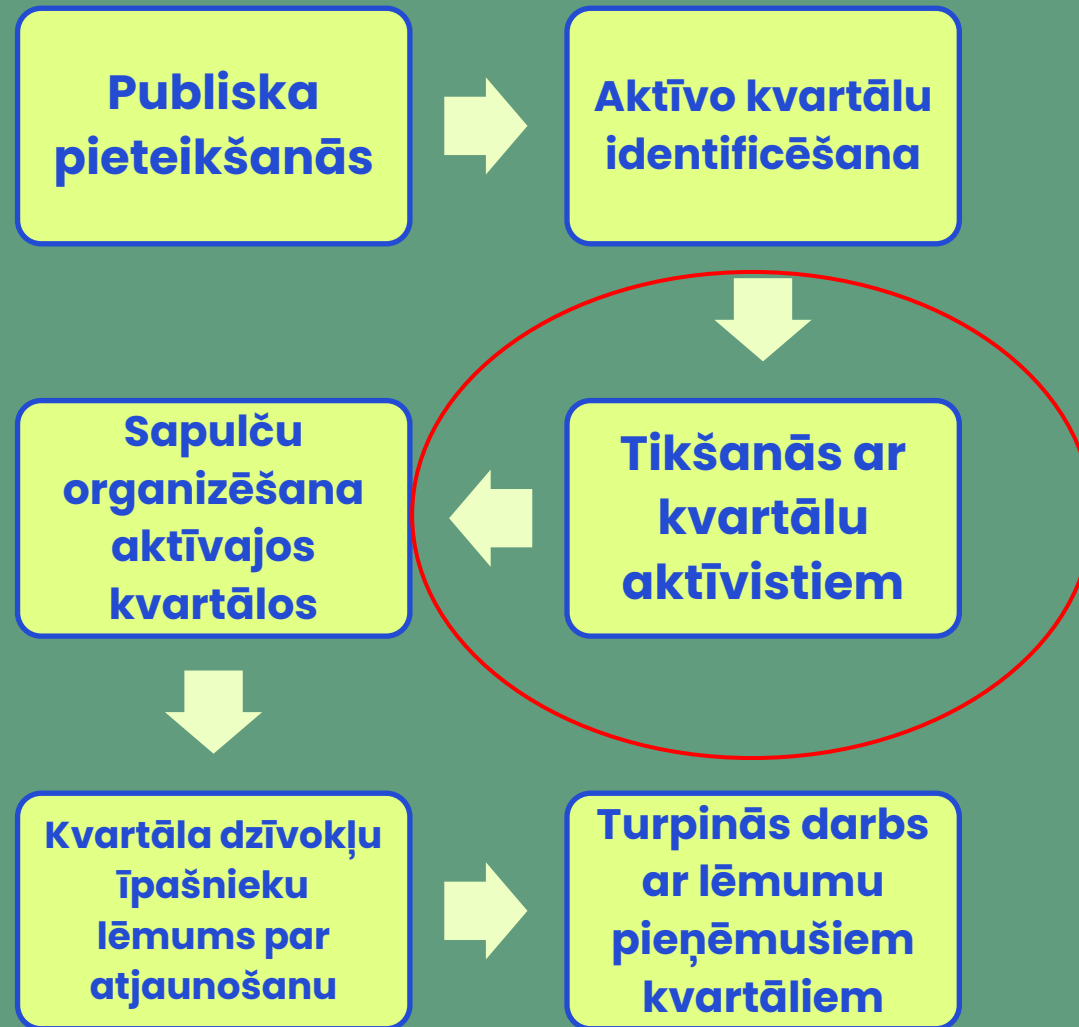 Publiska
pieteikšanās
Aktīvo kvartālu
identificēšana
Tikšanās ar
kvartālu
aktīvistiem
Sapulču
organizēšana
aktīvajos
kvartālos
Kvartāla dzīvokļu
īpašnieku
lēmums par
atjaunošanu
Turpinās darbs
ar lēmumu
pieņēmušiem
kvartāliem